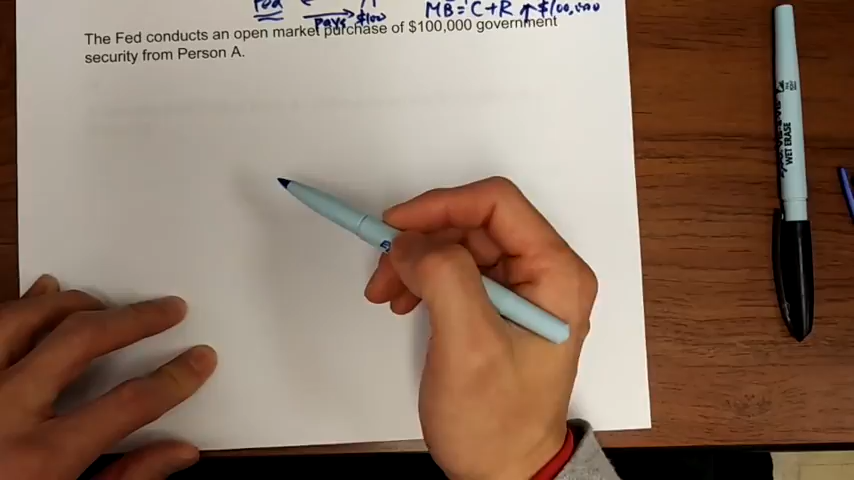 Fed
pays $100
MB = C + R ↑ $100,000
The Fed conducts an open market purchase of $100,000 government
security from Person A.
WET ERASE